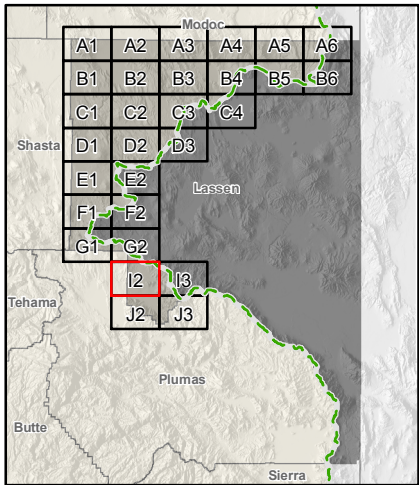 Modoc
A1 A2 A3 A4 A5 A6
B1 B2 B3 B4 B5 B6
C1 C2 C3 C4
Shasta D1 D2 D3
E1 E2 Lassen
F1 F2
G1 G2
I2 I3
Tehama
J2 J3
Plumas
Butte
Sierra